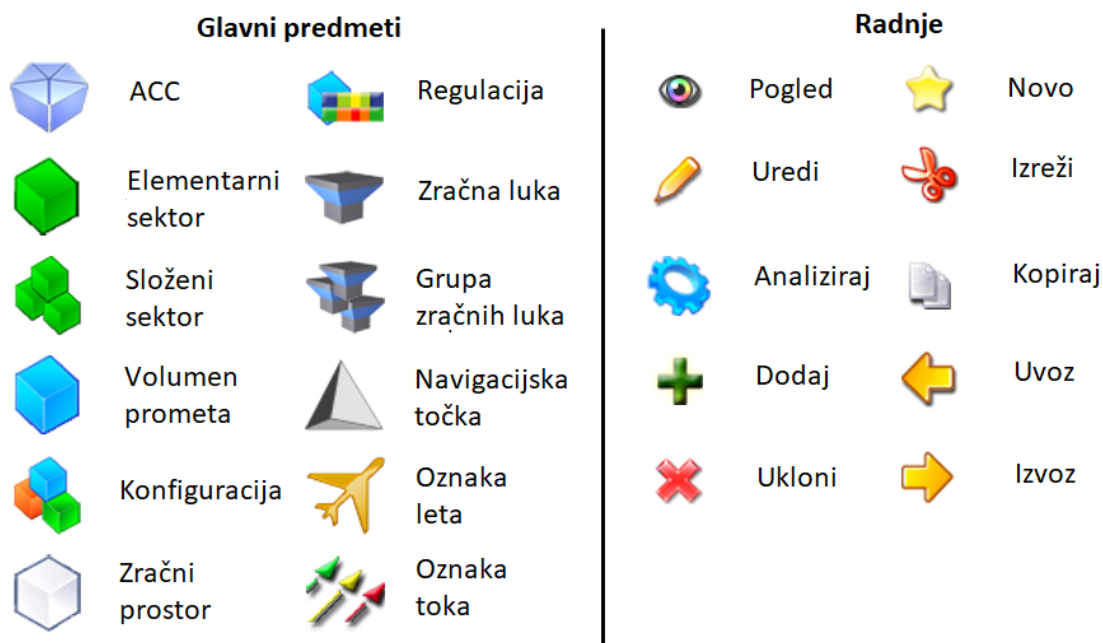 Glavni predmeti
ACC
Regulacija
Elementarni
sektor
Zračna luka
Složeni
sektor
Grupa
zračnih luka
Volumen
prometa
Navigacijska
točka
Konfiguracija
Oznaka
leta
Zračni
prostor
Oznaka
toka
Radnje
Pogled
Novo
Uredi
Izreži
Analiziraj
Kopiraj
Dodaj
Uvoz
Ukloni
Izvoz